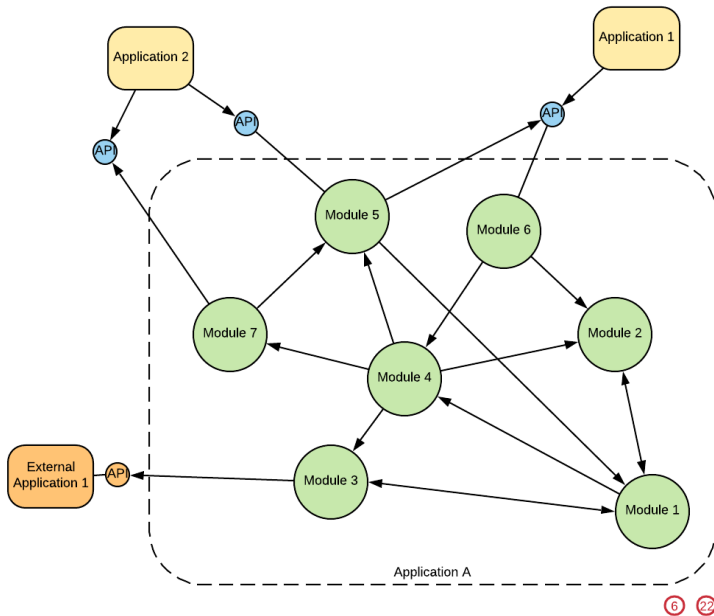 Application 1
Application 2
API
API
API
Module 5
Module 6
Module 7
Module 2
Module 4
External
Application 1
API
Module 3
Module 1
Application A
6
22